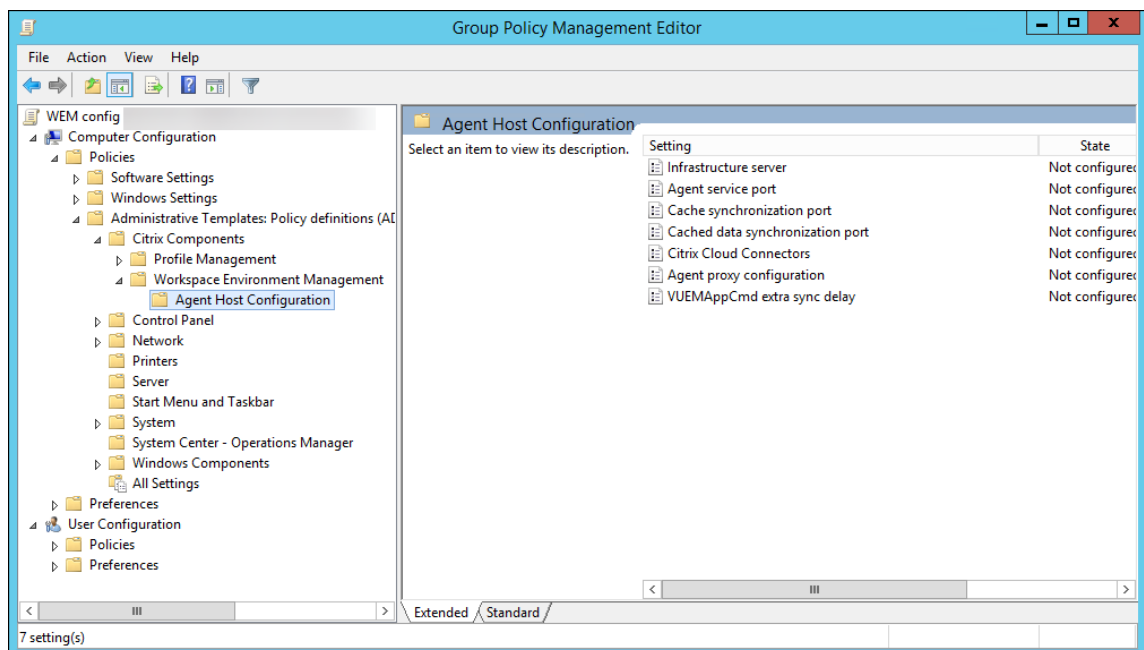 Group Policy Management Editor
File Action View Help
WEM config
Computer Configuration
Policies
Software Settings
Windows Settings
Administrative Templates: Policy definitions (AD
Citrix Components
Profile Management
Workspace Environment Management
Agent Host Configuration
Control Panel
Network
Printers
Server
Start Menu and Taskbar
System
System Center - Operations Manager
Windows Components
All Settings
Preferences
User Configuration
Policies
Preferences
Agent Host Configuration
Select an item to view its description.
Setting State
Infrastructure server Not configured
Agent service port Not configured
Cache synchronization port Not configured
Cached data synchronization port Not configured
Citrix Cloud Connectors Not configured
Agent proxy configuration Not configured
VUEMAppCmd extra sync delay Not configured
Extended Standard
7 setting(s)